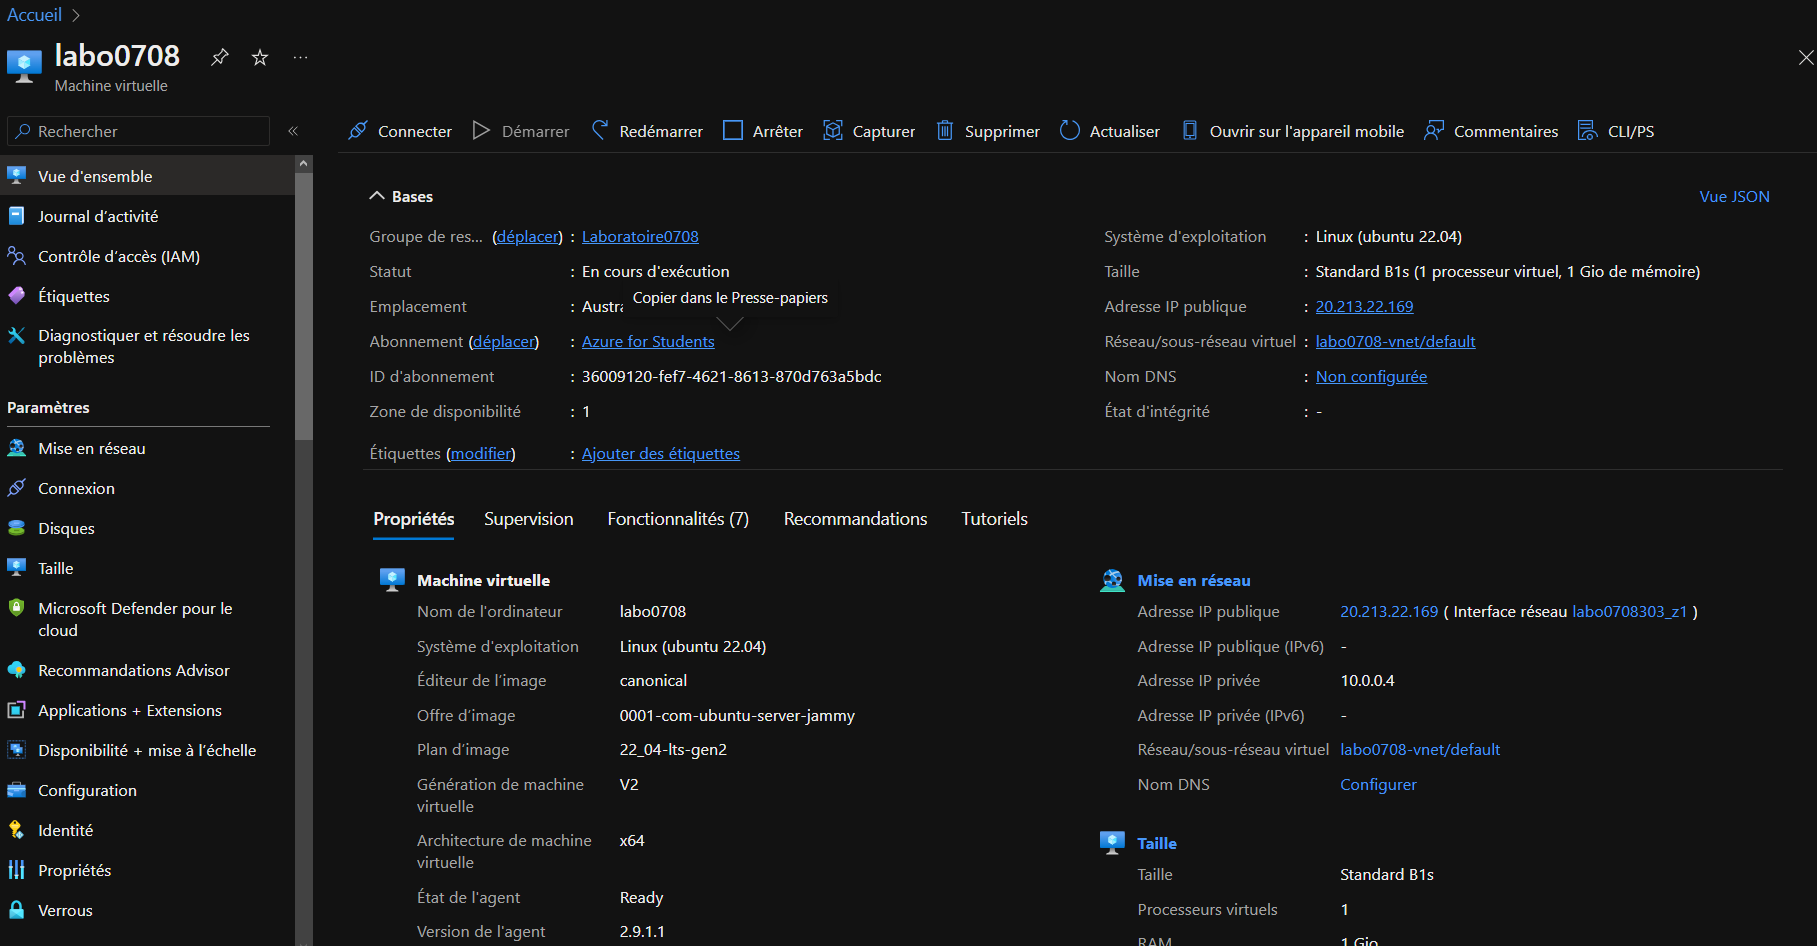 Accueil
labo0708
Machine virtuelle
Rechercher
Connecter Démarrer Redémarrer Arrêter Capturer Supprimer Actualiser Ouvrir sur l'appareil mobile Commentaires CLI/PS
Vue d'ensemble
Journal d’activité
Contrôle d’accès (IAM)
Étiquettes
Diagnostiquer et résoudre les
problèmes
Paramètres
Mise en réseau
Connexion
Disques
Taille
Microsoft Defender pour le
cloud
Recommandations Advisor
Applications + Extensions
Disponibilité + mise à l’échelle
Configuration
Identité
Propriétés
Verrous
Bases
Vue JSON
Groupe de res... (déplacer) : Laboratoire0708
Statut : En cours d'exécution
Copier dans le Presse-papiers
Emplacement :
Abonnement (déplacer) : Azure for Students
ID d'abonnement : 36009120-fef7-4621-8613-870d763a5bdc
Zone de disponibilité : 1
Étiquettes (modifier) : Ajouter des étiquettes
Système d'exploitation : Linux (ubuntu 22.04)
Taille : Standard B1s (1 processeur virtuel, 1 Gio de mémoire)
Adresse IP publique : 20.213.22.169
Réseau/sous-réseau virtuel : labo0708-vnet/default
Nom DNS : Non configurée
État d'intégrité : -
Propriétés Supervision Fonctionnalités (7) Recommandations Tutoriels
Machine virtuelle
Nom de l'ordinateur labo0708
Système d'exploitation Linux (ubuntu 22.04)
Éditeur de l’image canonical
Offre d’image 0001-com-ubuntu-server-jammy
Plan d’image 22_04-lts-gen2
Génération de machine
virtuelle V2
Architecture de machine
virtuelle x64
État de l'agent Ready
Version de l'agent 2.9.1.1
Mise en réseau
Adresse IP publique 20.213.22.169 ( Interface réseau labo0708303_z1 )
Adresse IP publique (IPv6) -
Adresse IP privée 10.0.0.4
Adresse IP privée (IPv6) -
Réseau/sous-réseau virtuel labo0708-vnet/default
Nom DNS Configurer
Taille
Taille Standard B1s
Processeurs virtuels 1
RAM 1 Gio